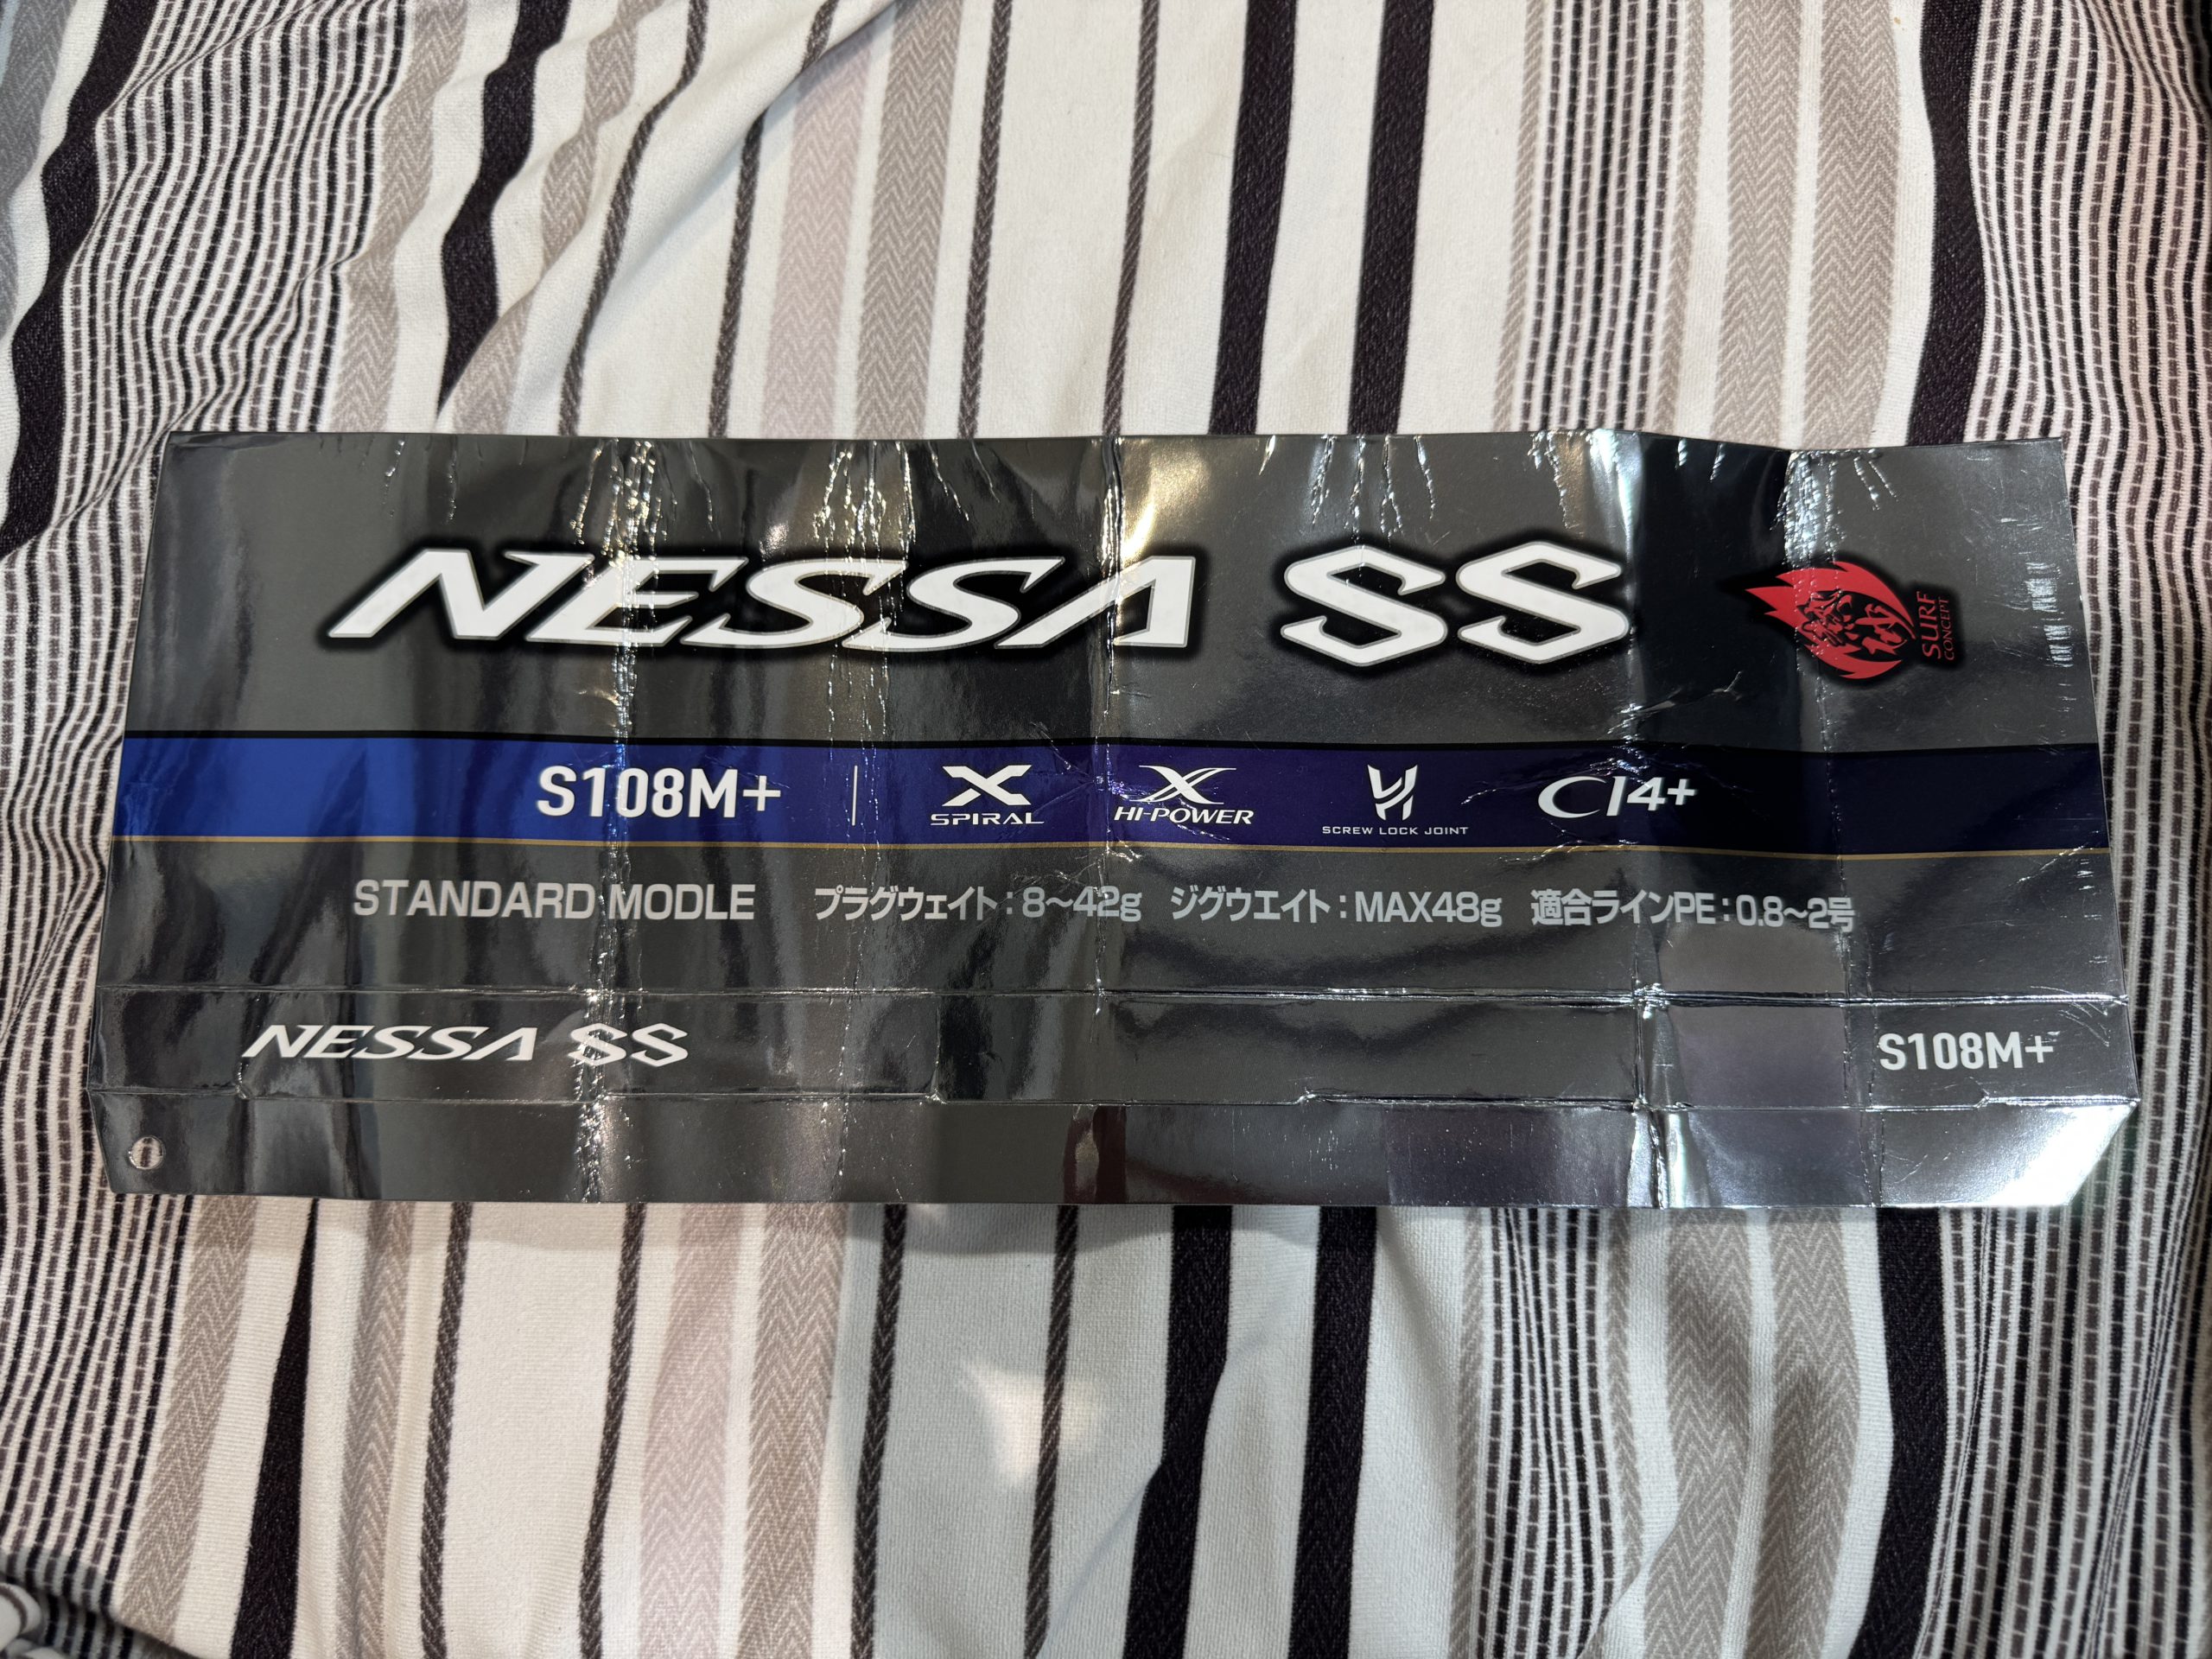 NESSA SS
熱砂
SURF
CONCEPT
S108M+ | X SPIRAL X HI-POWER SCREW LOCK JOINT CI4+
STANDARD MODLE プラグウェイト:8〜42g ジグウエイト:MAX48g 適合ラインPE:0.8〜2号
NESSA SS S108M+